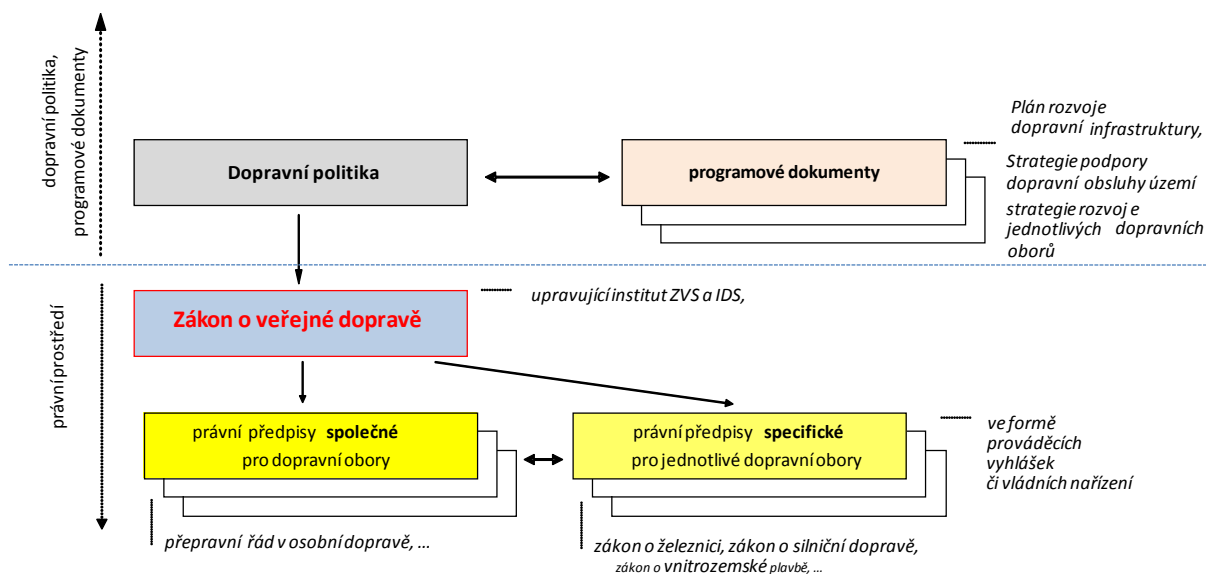 dopravní politika,
programové dokumenty
Dopravní politika
programové dokumenty
Plán rozvoje
dopravní infrastruktury,
Strategie podpory
dopravní obsluhy území
strategie rozvoj e
jednotlivých dopravních
oborů
právní prostředí
Zákon o veřejné dopravě
upravující institut ZVS a IDS,
právní předpisy společné
pro dopravní obory
právní předpisy specifické
pro jednotlivé dopravní obory
ve formě
prováděcích
vyhlášek
či vládních nařízení
přepravní řád v osobní dopravě, ...
zákon o železnici, zákon o silniční dopravě,
zákon o vnitrozemské plavbě, ...